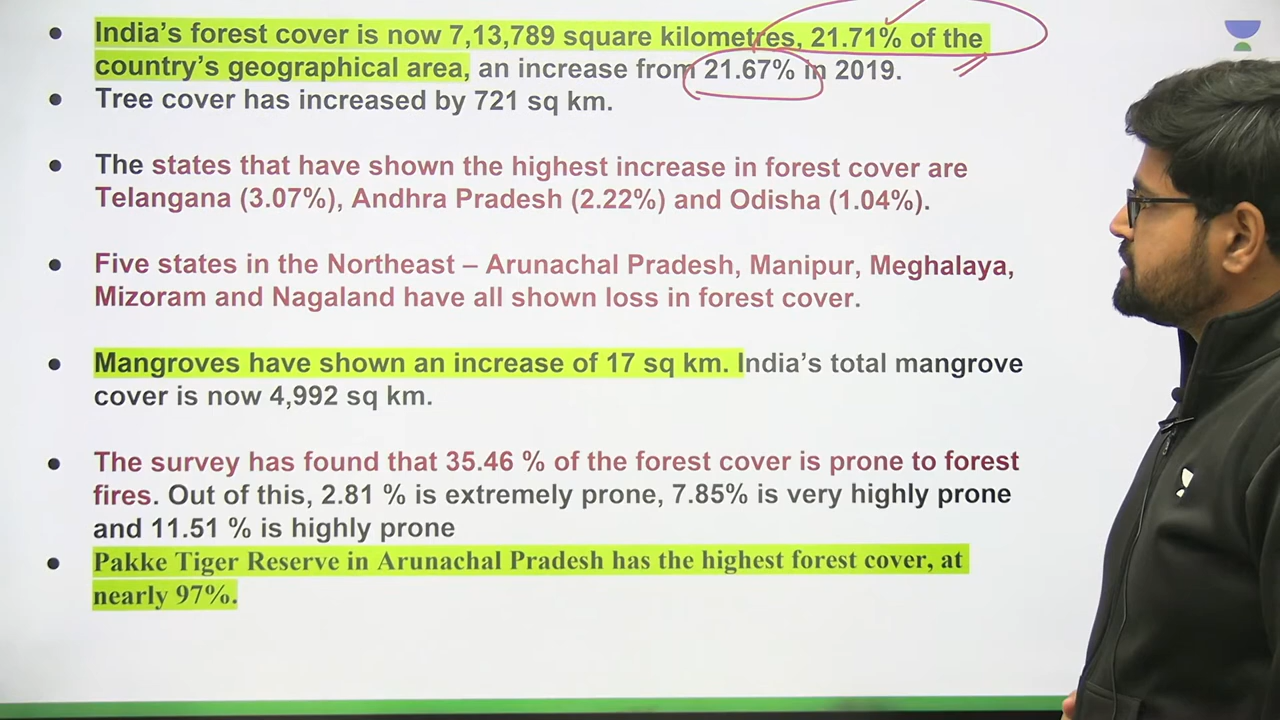 India's forest cover is now 7,13,789 square kilometres, 21.71% of the
country's geographical area, an increase from 21.67% in 2019.
Tree cover has increased by 721 sq km.
The states that have shown the highest increase in forest cover are
Telangana (3.07%), Andhra Pradesh (2.22%) and Odisha (1.04%).
Five states in the Northeast – Arunachal Pradesh, Manipur, Meghalaya,
Mizoram and Nagaland have all shown loss in forest cover.
Mangroves have shown an increase of 17 sq km. India's total mangrove
cover is now 4,992 sq km.
The survey has found that 35.46 % of the forest cover is prone to forest
fires. Out of this, 2.81 % is extremely prone, 7.85% is very highly prone
and 11.51 % is highly prone
Pakke Tiger Reserve in Arunachal Pradesh has the highest forest cover, at
nearly 97%.